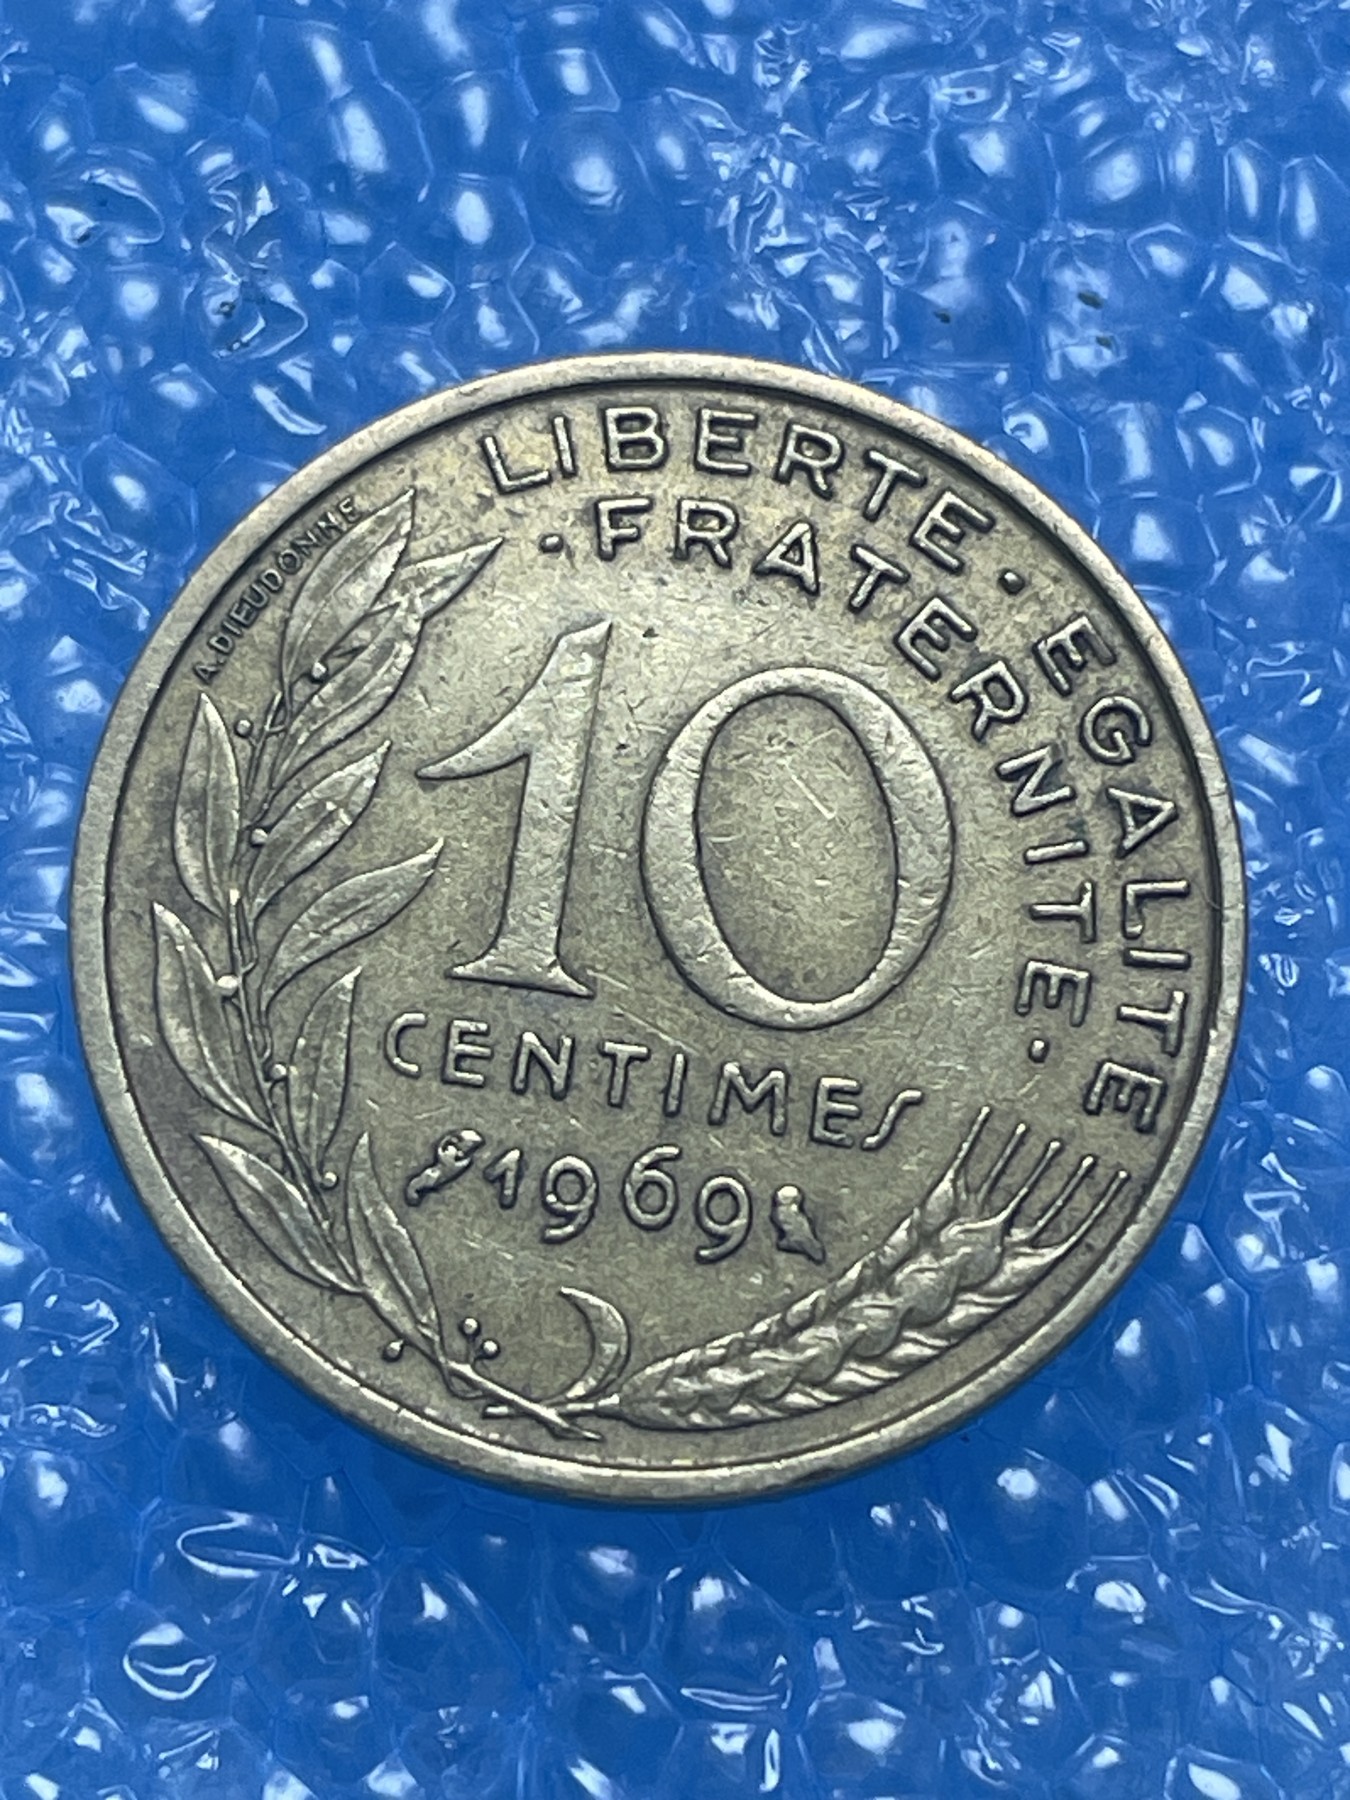 LIBERTE · EGALITE
· FRATERNITE ·
A.DIEUDONNE
10
CENTIMES
1969